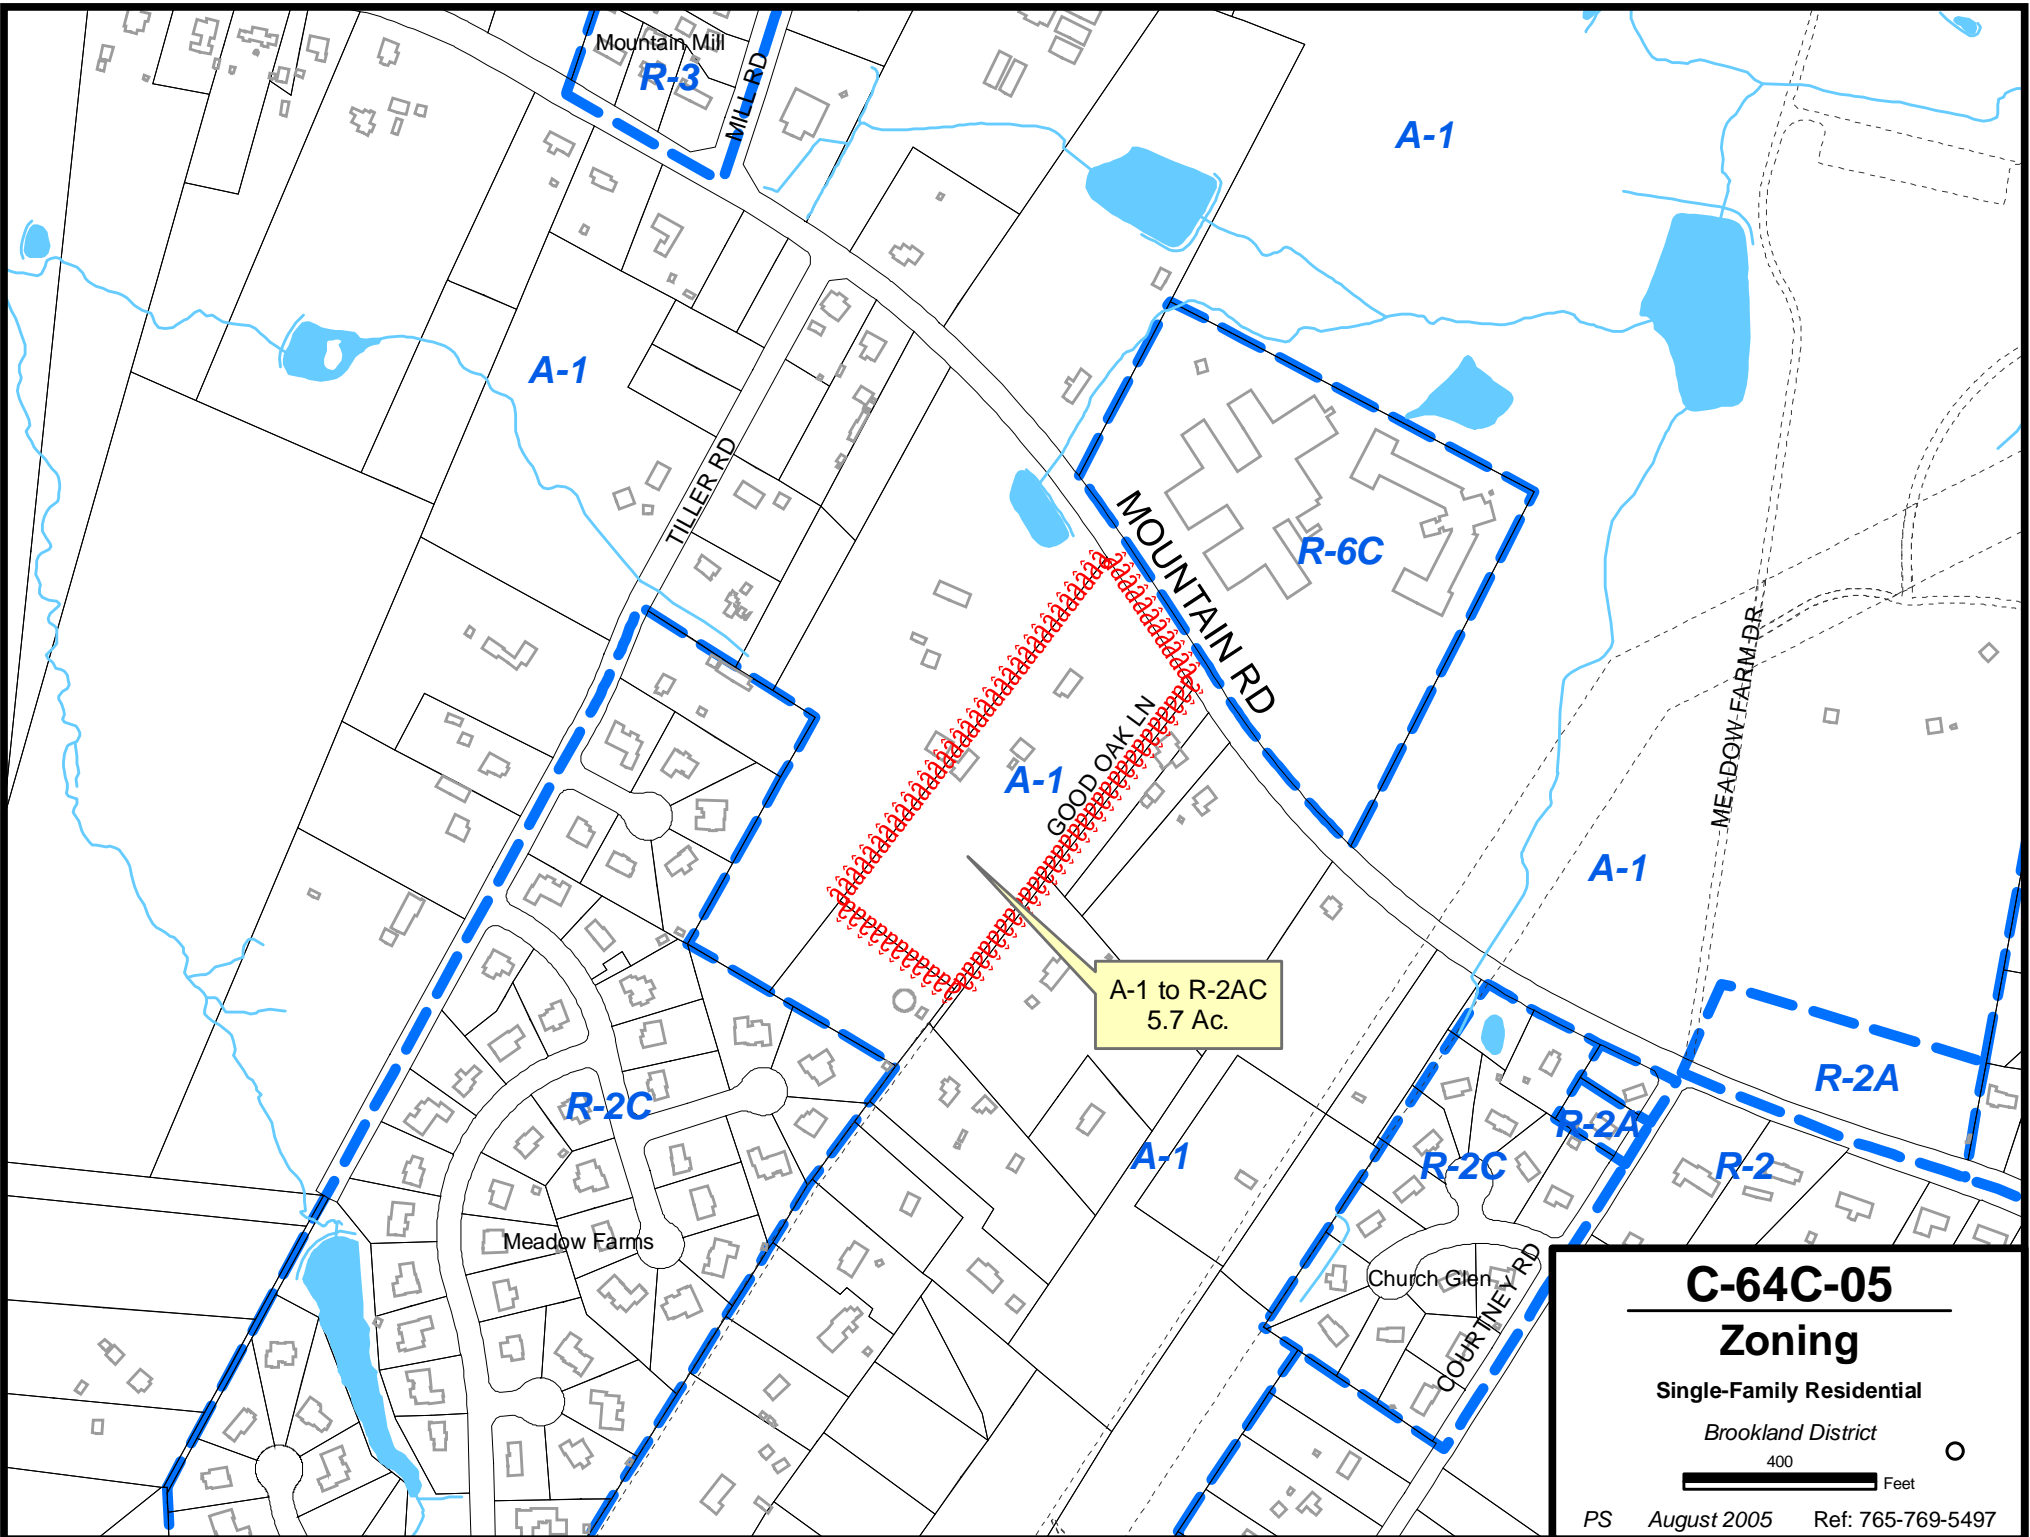 Mountain Mill
R-3
MILL RD
A-1
A-1
TILLER RD
MOUNTAIN RD
R-6C
MEADOW FARM DR
GOOD OAK LN
A-1
A-1
A-1 to R-2AC
5.7 Ac.
R-2C
R-2A
R-2A
A-1
R-2C
R-2
Meadow Farms
Church Glen
COURTNEY RD
C-64C-05
Zoning
Single-Family Residential
Brookland District
400
Feet
PS August 2005 Ref: 765-769-5497